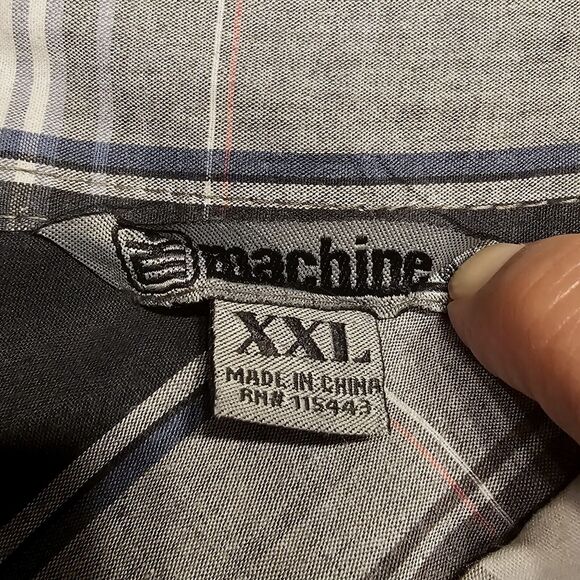 machine
XXL
MADE IN CHINA
RN# 115443